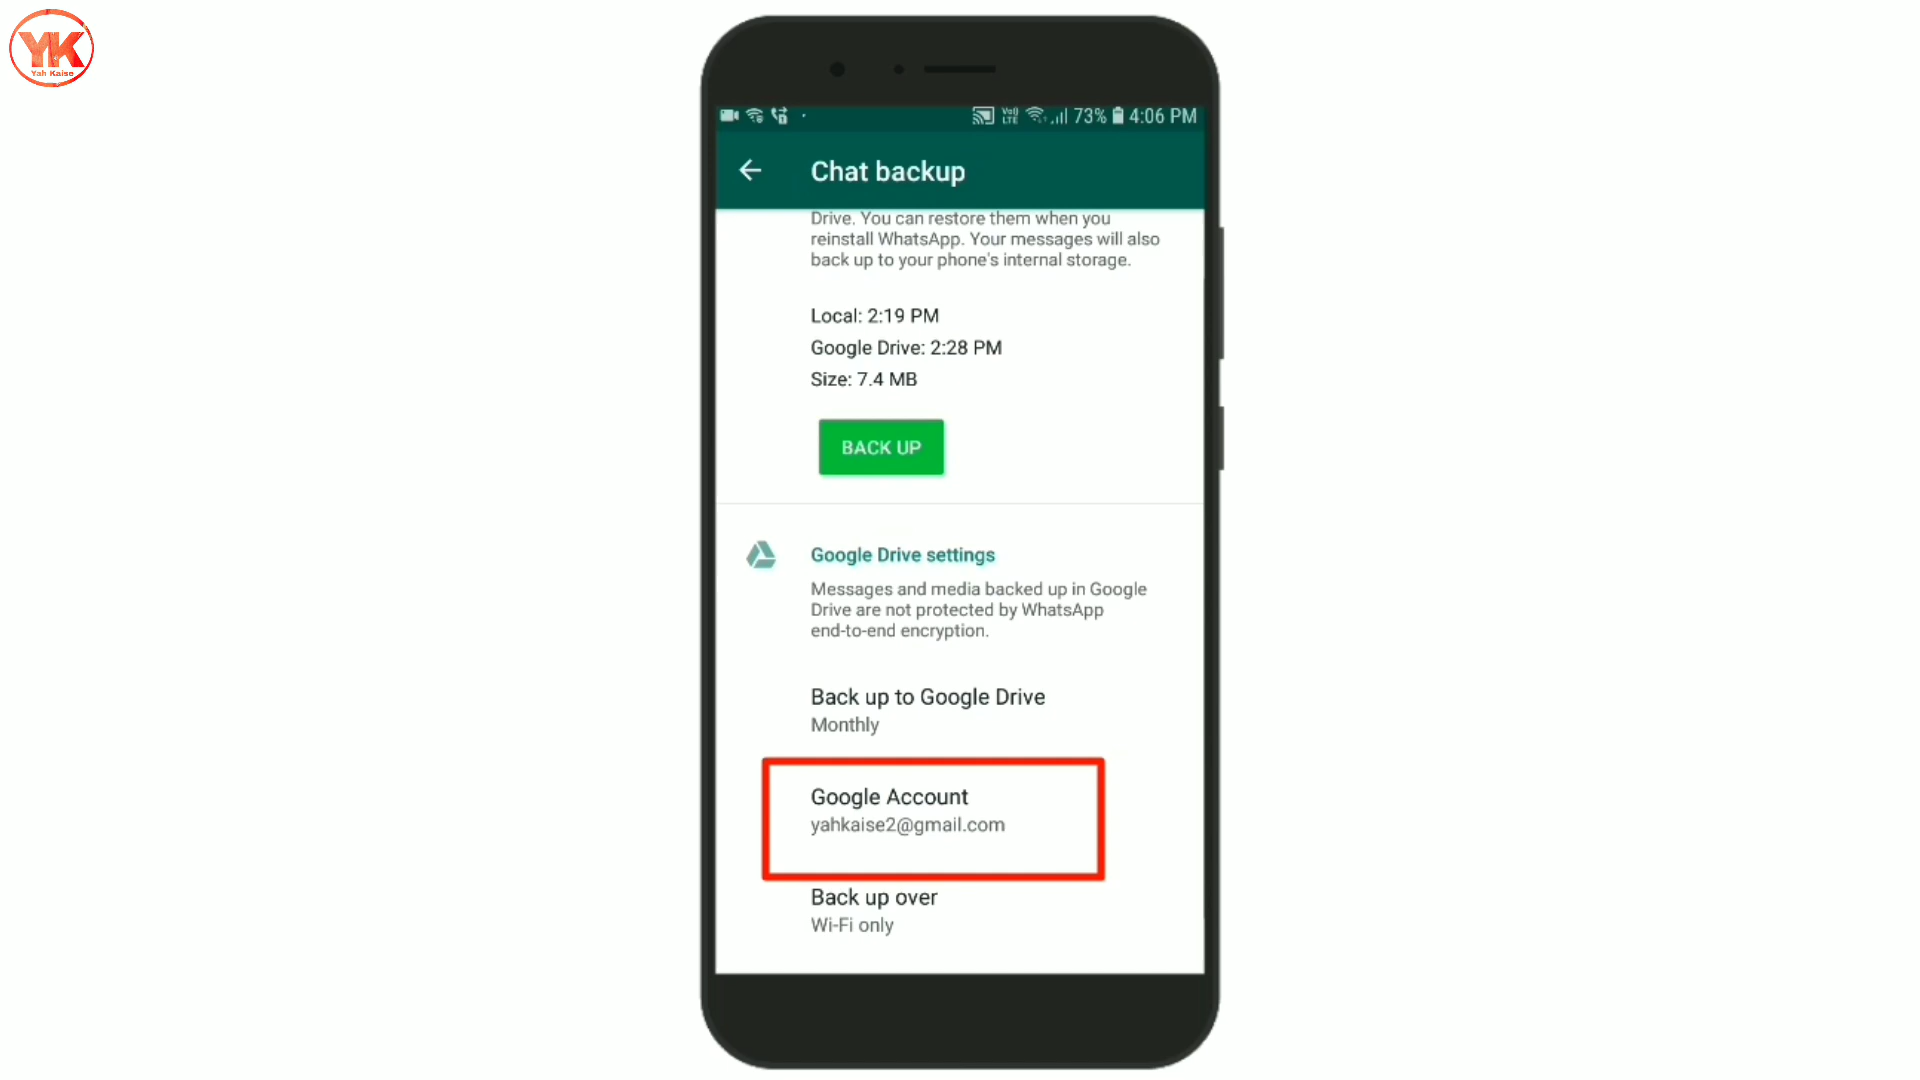 YK
Yah Kaise
Vo)) LTE 73% 4:06 PM
Chat backup
Drive. You can restore them when you
reinstall WhatsApp. Your messages will also
back up to your phone's internal storage.
Local: 2:19 PM
Google Drive: 2:28 PM
Size: 7.4 MB
BACK UP
Google Drive settings
Messages and media backed up in Google
Drive are not protected by WhatsApp
end-to-end encryption.
Back up to Google Drive
Monthly
Google Account
yahkaise2@gmail.com
Back up over
Wi-Fi only